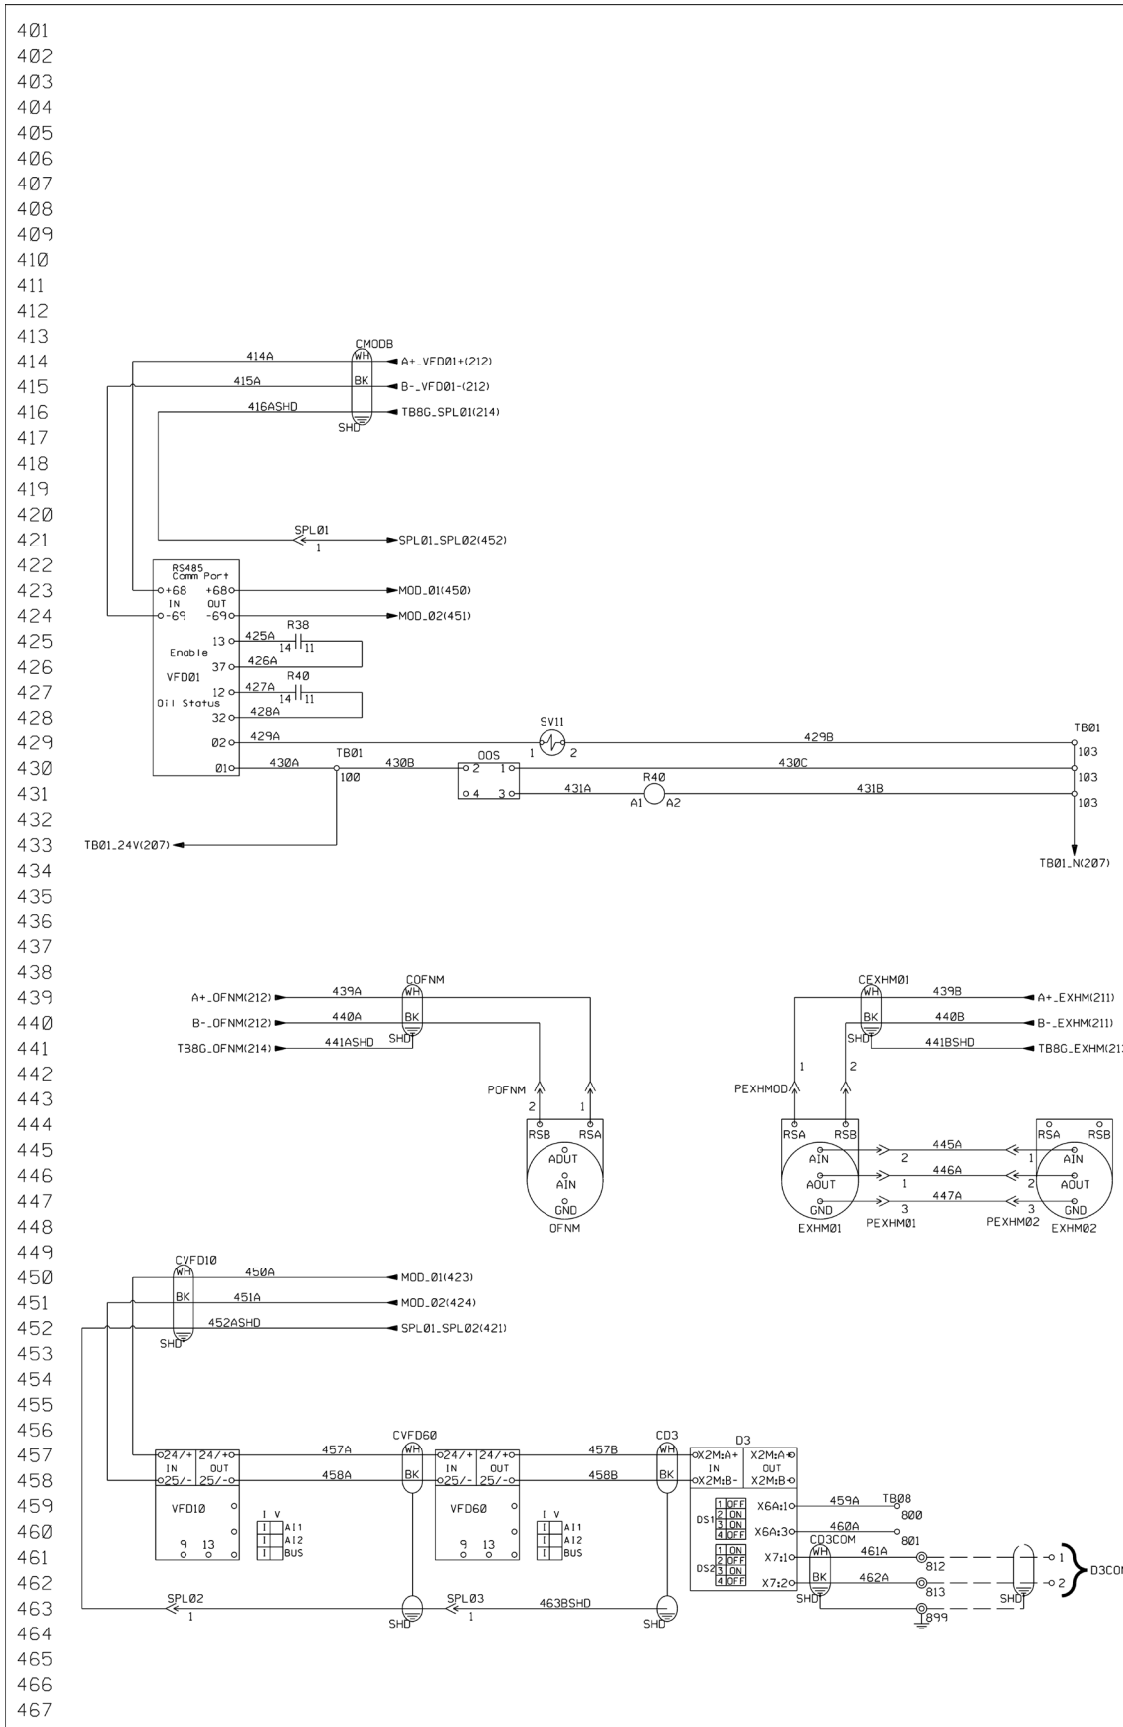 401
402
403
404
405
406
407
408
409
410
411
412
413 CMODB
414 414A WH A+_VFD01+(212)
415 415A BK B-_VFD01-(212)
416 416ASHD TB8G_SPL01(214)
SHD
417
418
419
420
SPL01
421 1 SPL01_SPL02(452)
422 RS485
Comm Port
423 +68 +68 MOD_01(450)
IN OUT
424 -69 -69 MOD_02(451)
R38
425 13 425A 14 11
Enable
426 37 426A
VFD01 R40
427 12 427A 14 11
Oil Status
428 32 428A
SV11 TB01
429 02 429A 1 2 429B
TB01 OOS 103
430 01 430A 430B 2 1 430C
100 R40 103
431 4 3 431A A1 A2 431B
103
432
433 TB01_24V(207)
434 TB01_N(207)
435
436
437
438 COFNM CEXHM01
439 A+_OFNM(212) 439A WH WH 439B A+_EXHM(211)
440 B-_OFNM(212) 440A BK BK 440B B-_EXHM(211)
SHD SHD
441 TB8G_OFNM(214) 441ASHD 441BSHD TB8G_EXHM(213
442 1 2
443 POFNM PEXHMOD
2 1
444 RSB RSA RSA RSB RSA RSB
445 AOUT AIN 2 445A 1 AIN
446 AIN AOUT 1 446A 2 AOUT
447 GND GND 3 447A 3 GND
448 OFNM EXHM01 PEXHM01 PEXHM02 EXHM02
449 CVFD10
450 WH 450A MOD_01(423)
451 BK 451A MOD_02(424)
452 452ASHD SPL01_SPL02(421)
SHD
453
454
455
456 CVFD60 CD3 D3
457 24/+ 24/+ 457A WH 24/+ 24/+ 457B WH X2M:A+ X2M:A+
IN OUT IN OUT IN OUT
458 25/- 25/- 458A BK 25/- 25/- 458B BK X2M:B- X2M:B-
459 VFD10 VFD60 DS1 1 OFF 2 ON 3 ON 4 OFF X6A:1 459A TB08
800
I V I V
460 9 13 I AI1 9 13 I AI1 X6A:3 460A
I AI2 I AI2 801
CD3COM
461 I BUS I BUS DS2 1 ON 2 OFF 3 ON 4 OFF X7:1 WH 461A 812 1
D3COM
462 X7:2 BK 462A 813 2
SPL02 SPL03 SHD SHD
463 1 1 463BSHD
SHD SHD 899
464
465
466
467